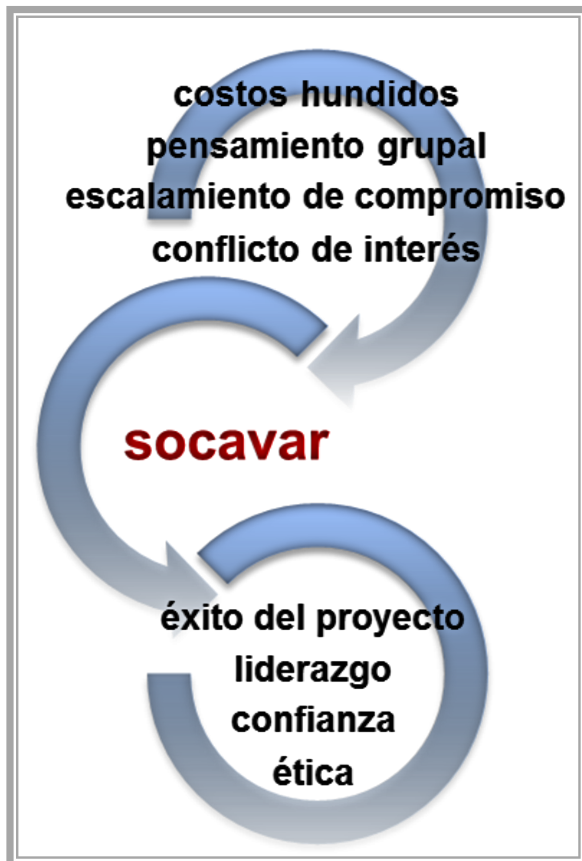 costos hundidos
pensamiento grupal
escalamiento de compromiso
conflicto de interés
socavar
éxito del proyecto
liderazgo
confianza
ética